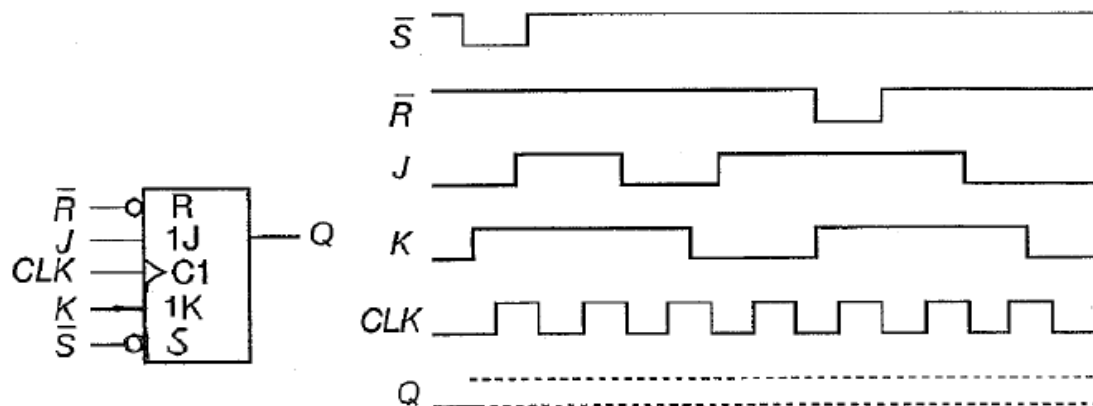 R̅ R
J 1J
CLK C1
K 1K
S̅ S
Q
S̅
R̅
J
K
CLK
Q